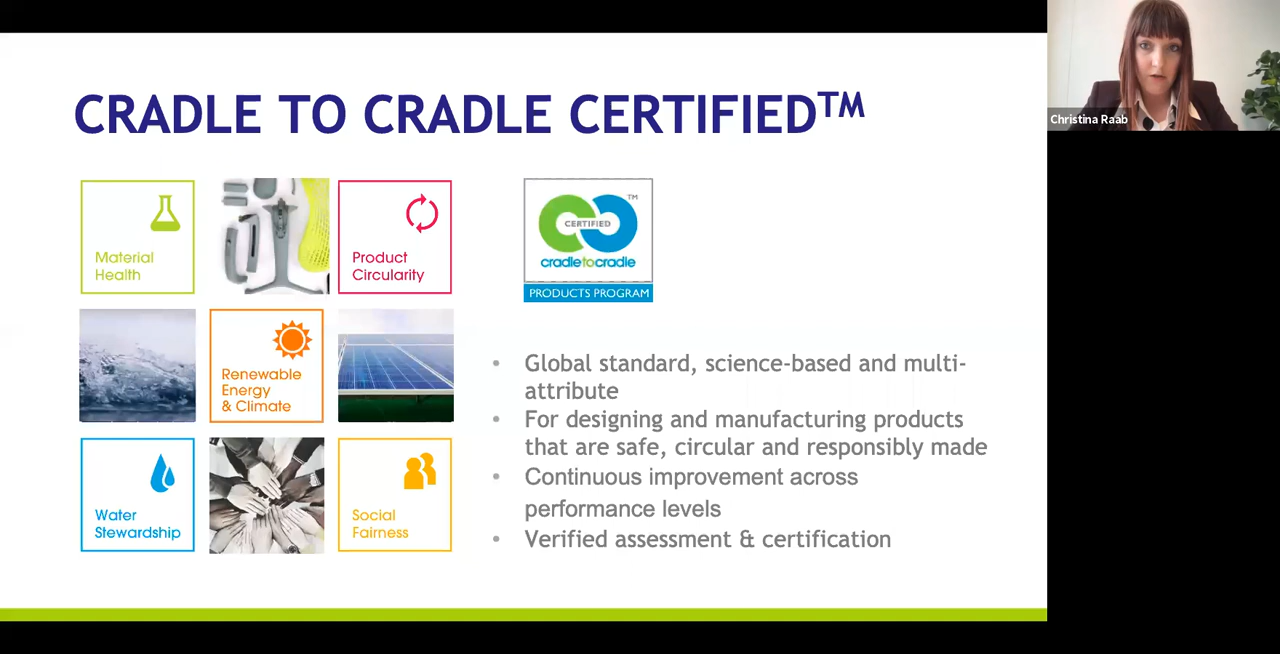 CRADLE TO CRADLE CERTIFIED™
Christina Raab
Material
Health
Product
Circularity
CERTIFIED
TM
cradletocradle
PRODUCTS PROGRAM
Renewable
Energy
& Climate
Water
Stewardship
Social
Fairness
• Global standard, science-based and multi-
attribute
• For designing and manufacturing products
that are safe, circular and responsibly made
• Continuous improvement across
performance levels
• Verified assessment & certification